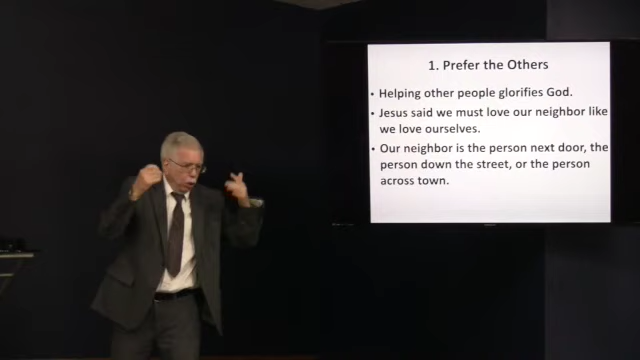 1. Prefer the Others
• Helping other people glorifies God.
• Jesus said we must love our neighbor like
we love ourselves.
• Our neighbor is the person next door, the
person down the street, or the person
across town.